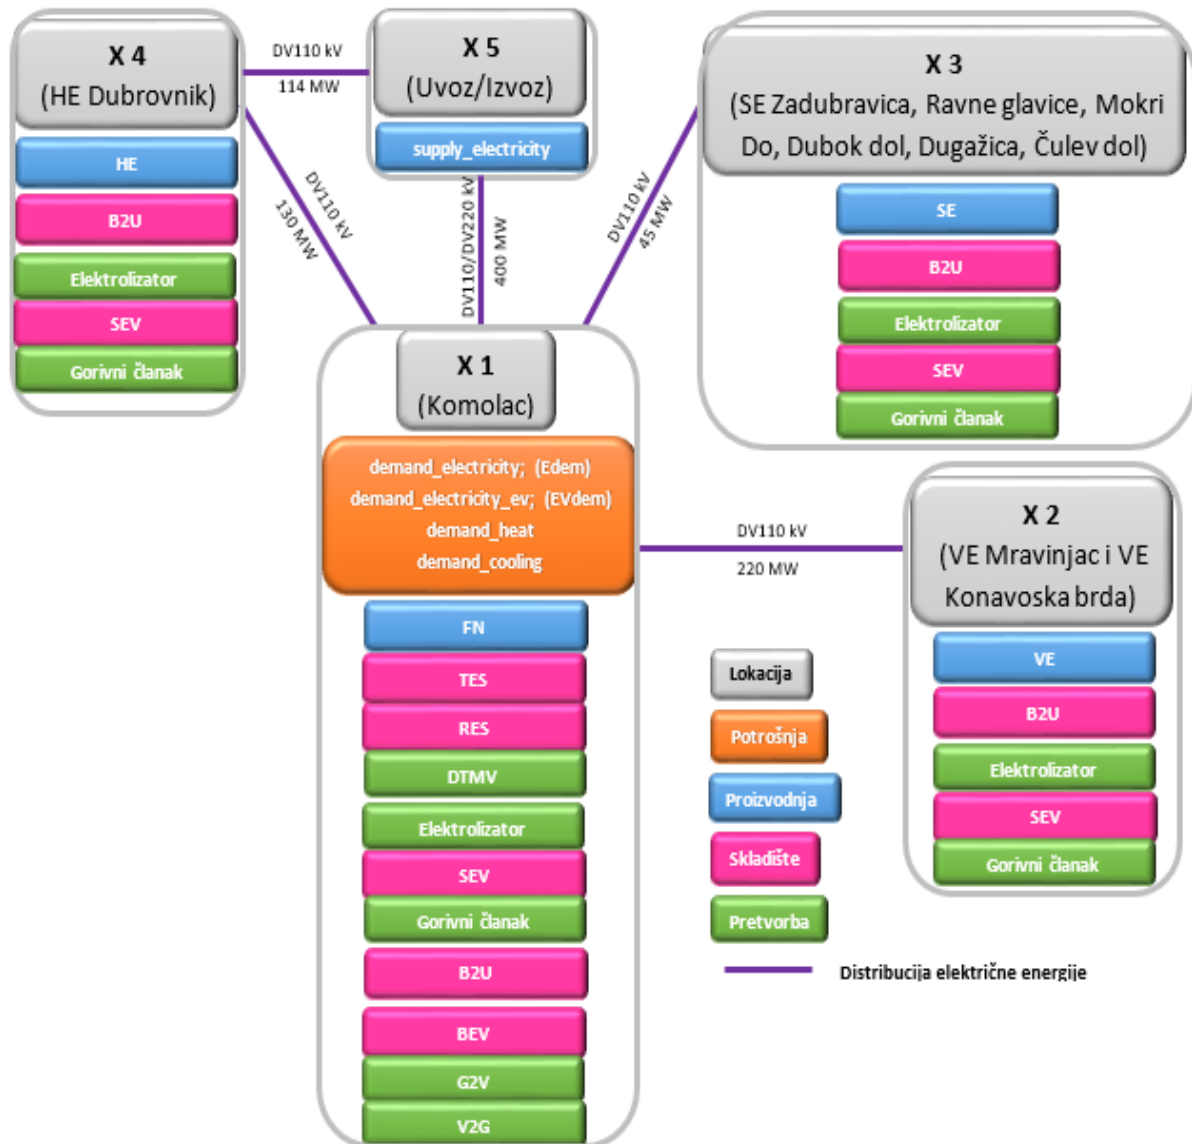 X 4
(HE Dubrovnik)
HE
B2U
Elektrolizator
SEV
Gorivni članak
DV110 kV
114 MW
X 5
(Uvoz/Izvoz)
supply_electricity
DV110 kV
130 MW
DV110/DV220 kV
400 MW
DV110 kV
45 MW
X 3
(SE Zadubravica, Ravne glavice, Mokri
Do, Dubok dol, Dugažica, Čulev dol)
SE
B2U
Elektrolizator
SEV
Gorivni članak
X 1
(Komolac)
demand_electricity; (Edem)
demand_electricity_ev; (EVdem)
demand_heat
demand_cooling
FN
TES
RES
DTMV
Elektrolizator
SEV
Gorivni članak
B2U
BEV
G2V
V2G
DV110 kV
220 MW
X 2
(VE Mravinjac i VE
Konavoska brda)
VE
B2U
Elektrolizator
SEV
Gorivni članak
Lokacija
Potrošnja
Proizvodnja
Skladište
Pretvorba
Distribucija električne energije